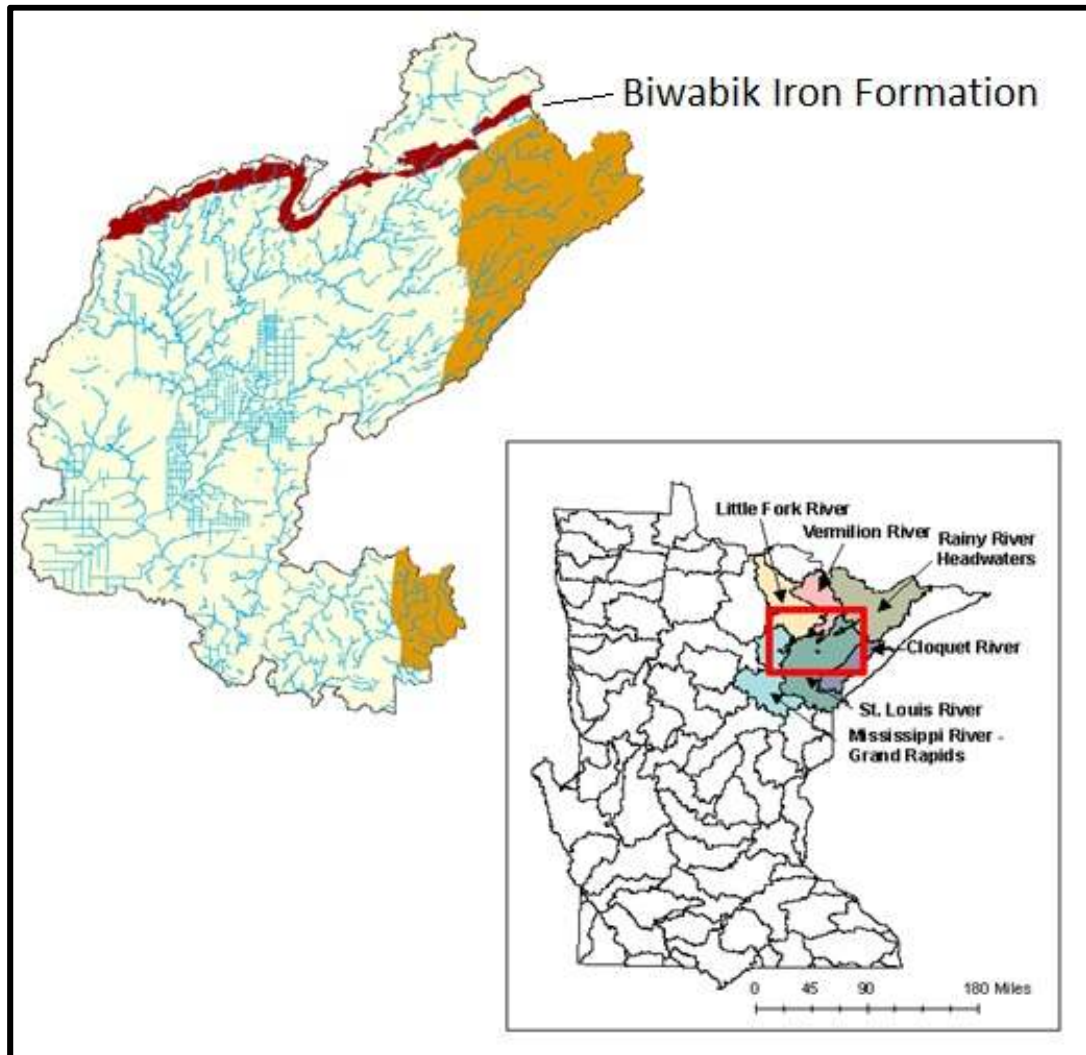 Biwabik Iron Formation
Little Fork River
Vermilion River
Rainy River
Headwaters
Cloquet River
St. Louis River
Mississippi River -
Grand Rapids
0 45 90 180 Miles